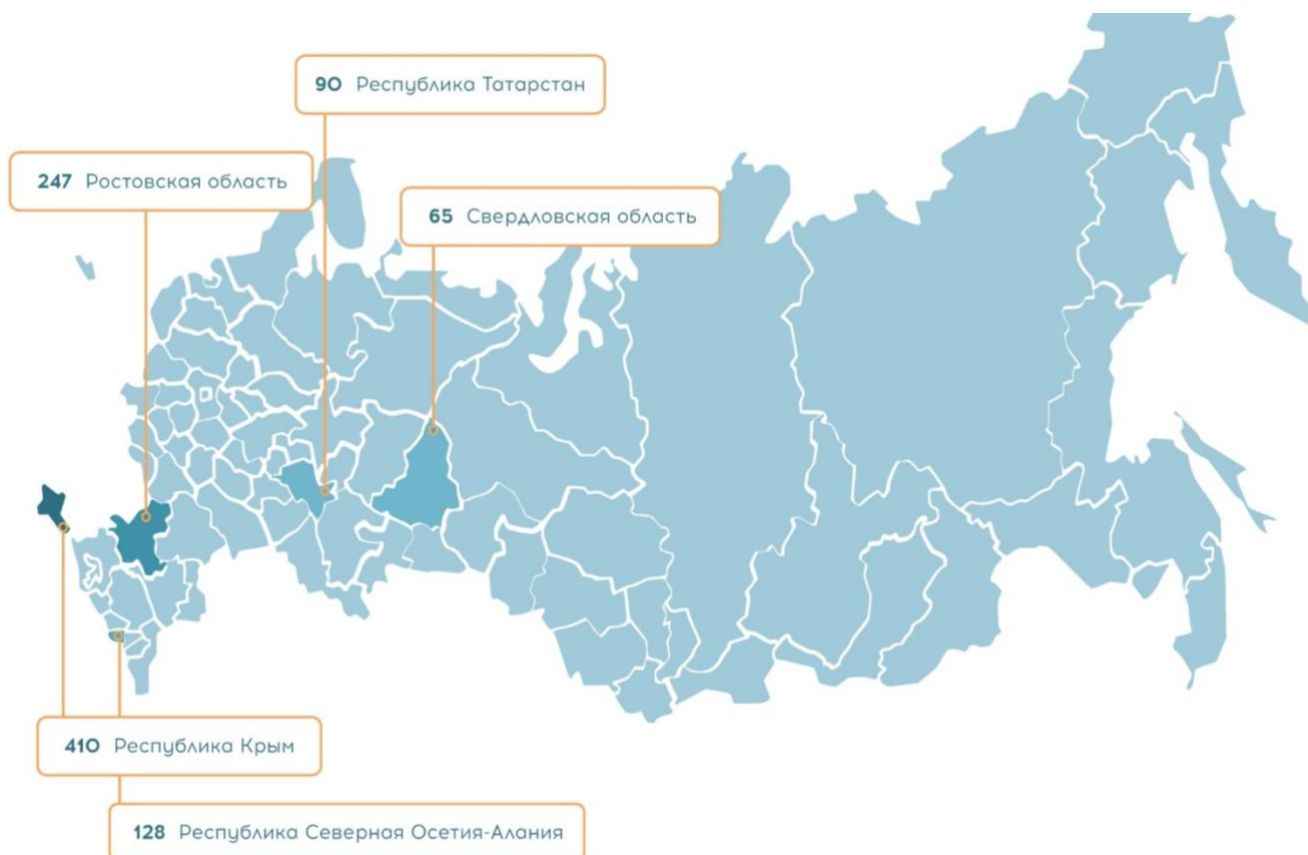 90 Республика Татарстан
247 Ростовская область
65 Свердловская область
410 Республика Крым
128 Республика Северная Осетия-Алания